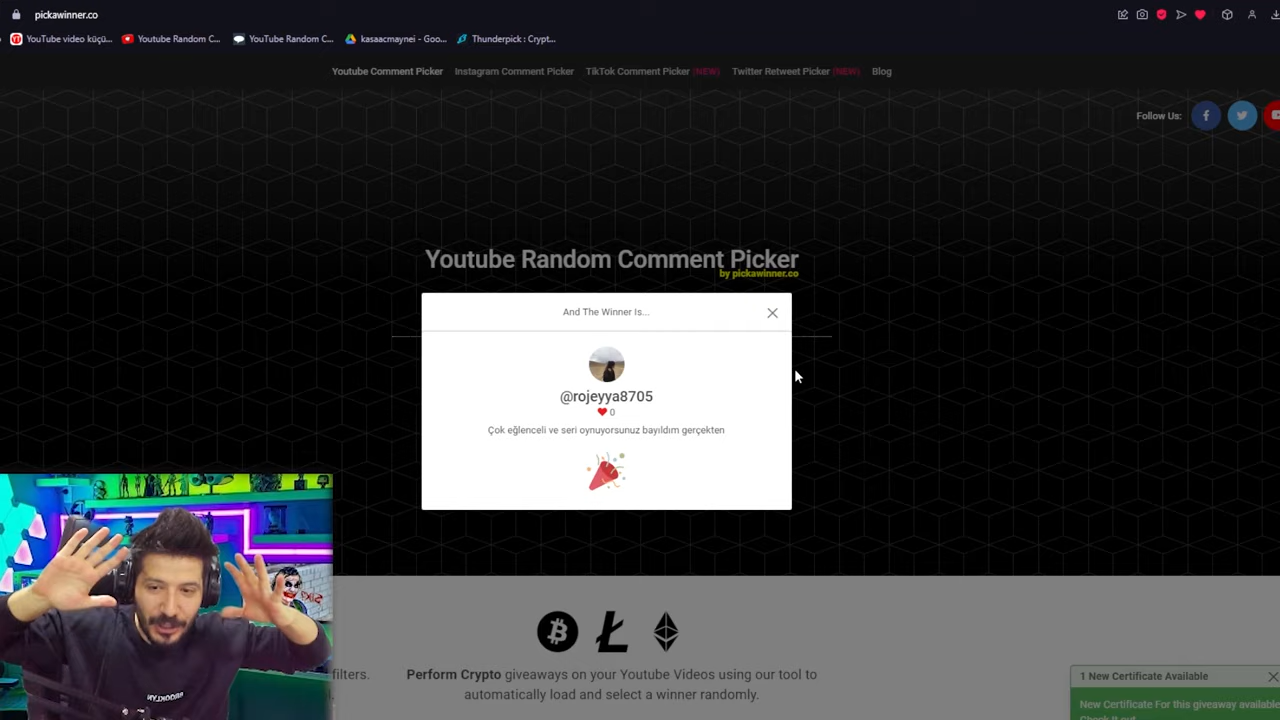 pickawinner.co
YouTube video küçü...
Youtube Random C...
YouTube Random C...
kasaacmaynei - Goo...
Thunderpick : Crypt...
Youtube Comment Picker
Instagram Comment Picker
TikTok Comment Picker (NEW)
Twitter Retweet Picker (NEW)
Blog
Follow Us:
Youtube Random Comment Picker
by pickawinner.co
And The Winner Is...
@rojeyya8705
0
Çok eğlenceli ve seri oynuyorsunuz bayıldım gerçekten
filters.
Perform Crypto giveaways on your Youtube Videos using our tool to
automatically load and select a winner randomly.
1 New Certificate Available
New Certificate For this giveaway available
Check It out